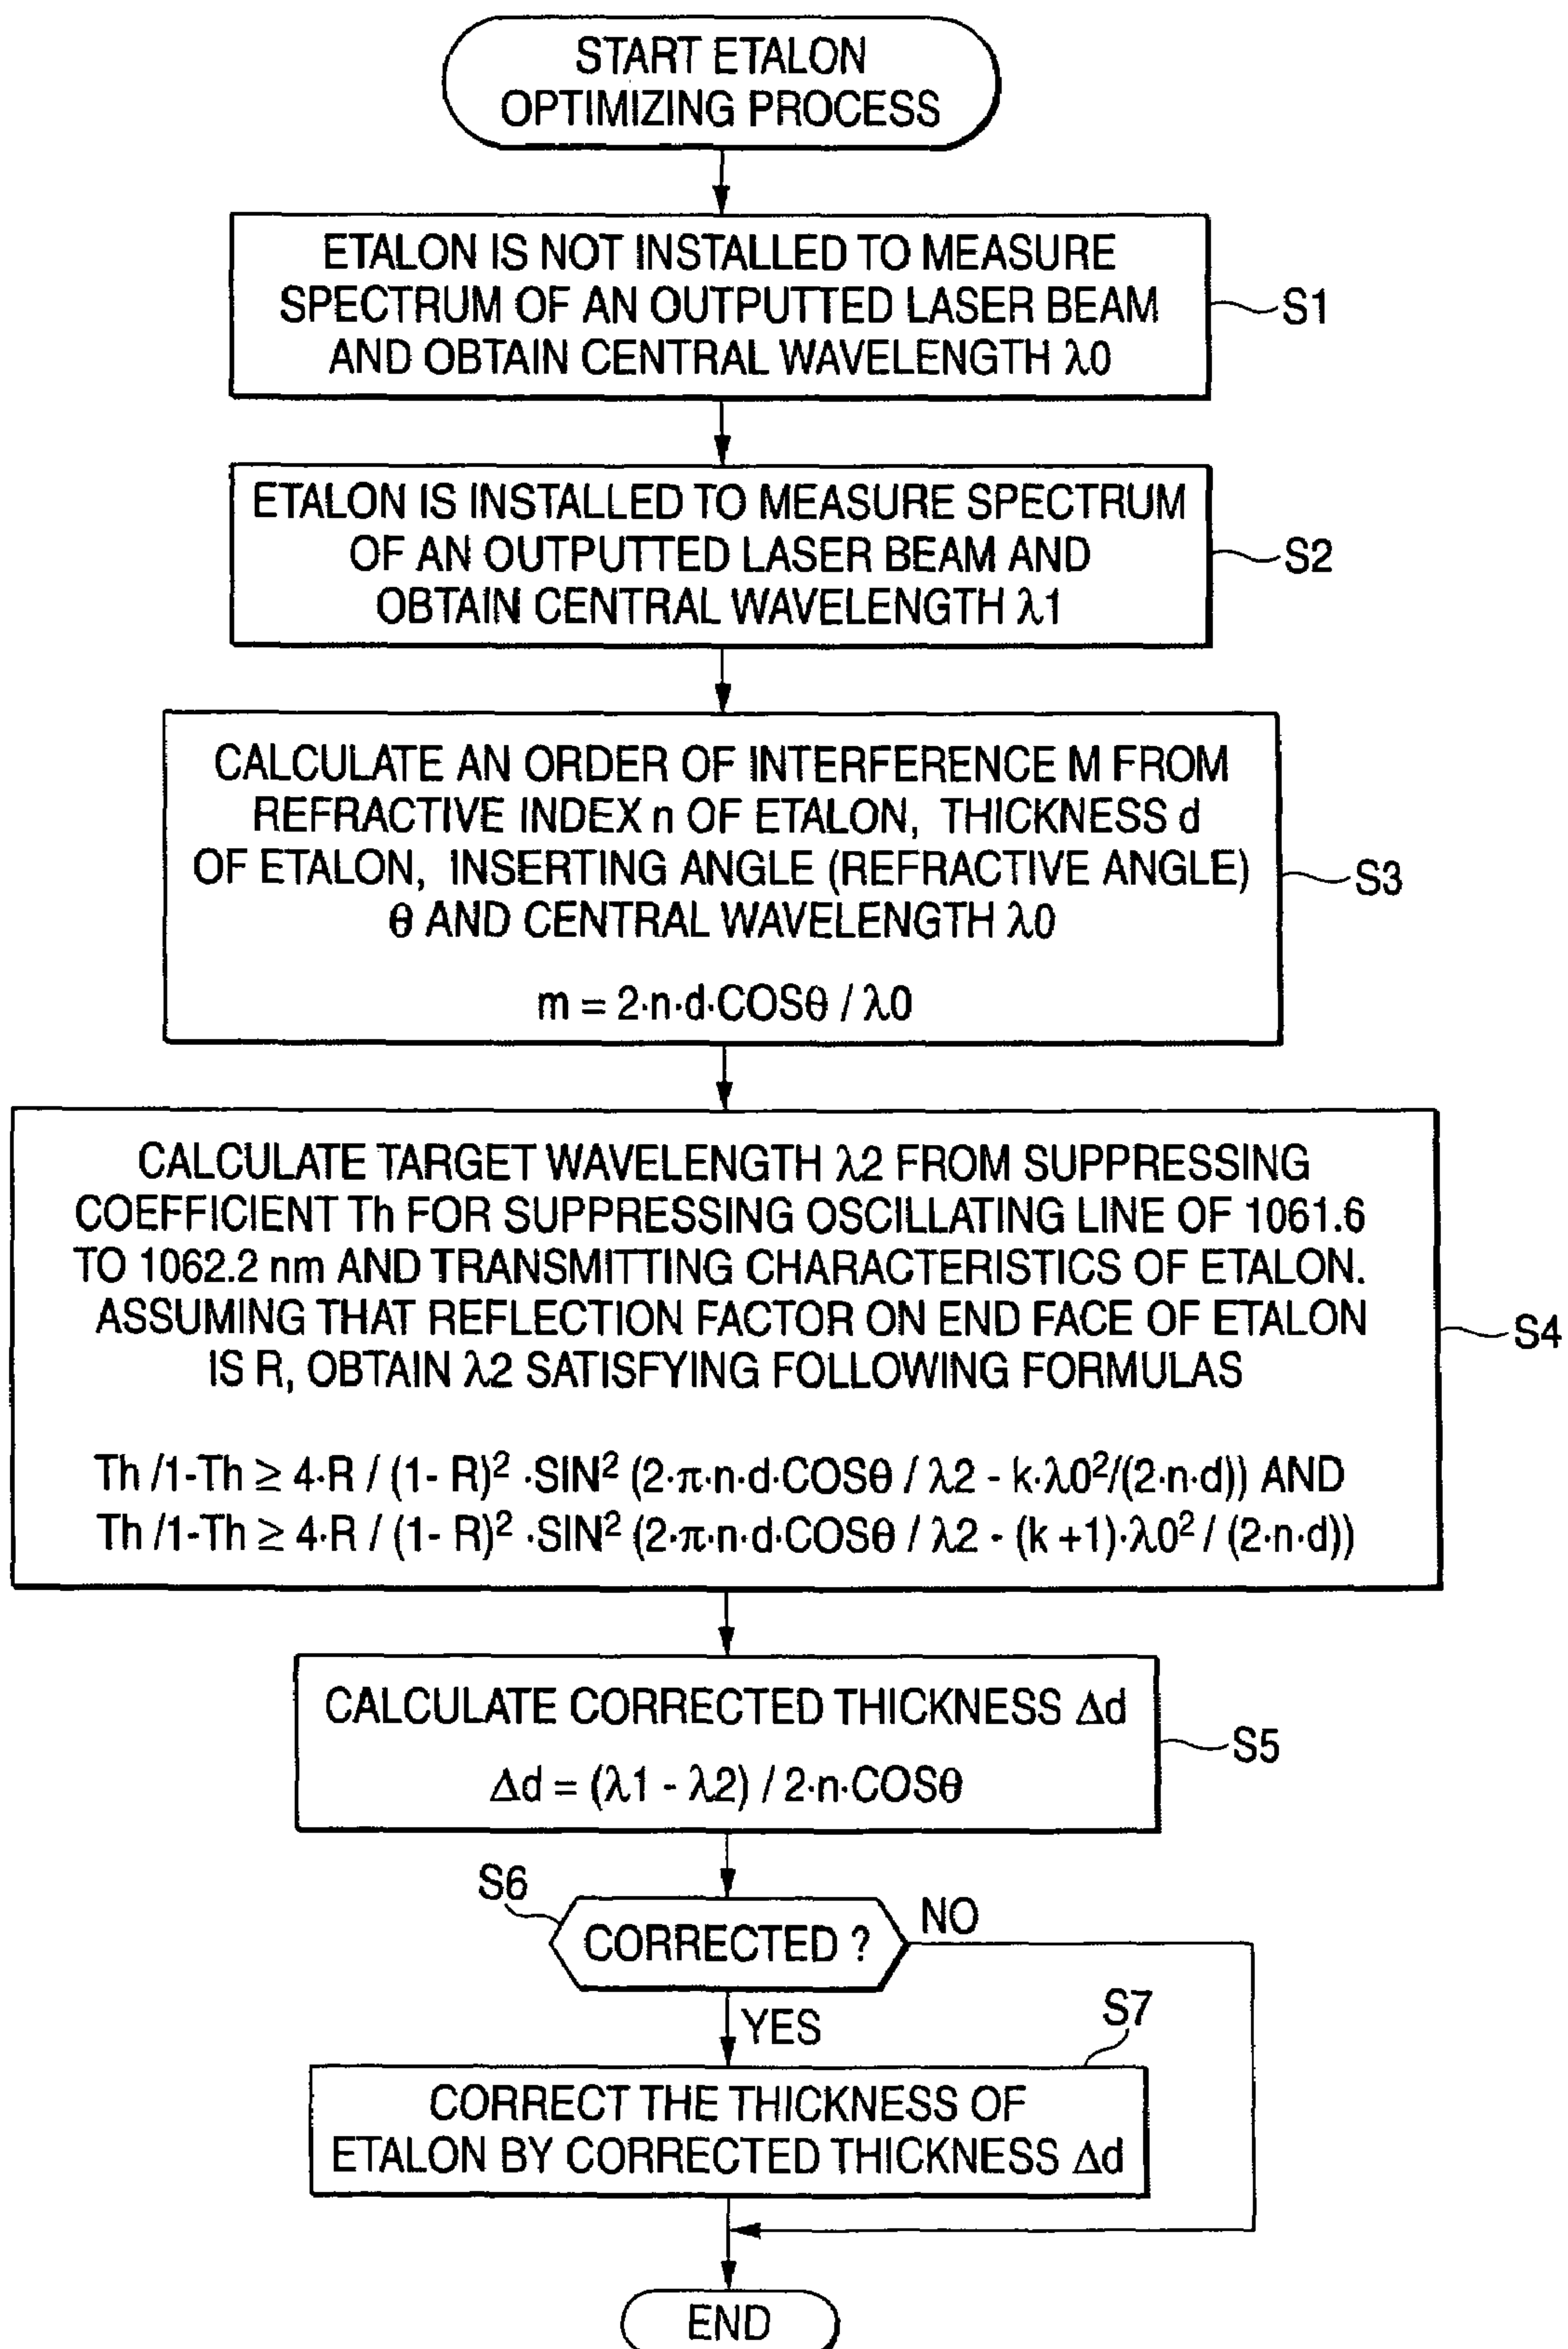 START ETALON
OPTIMIZING PROCESS
ETALON IS NOT INSTALLED TO MEASURE
SPECTRUM OF AN OUTPUTTED LASER BEAM
AND OBTAIN CENTRAL WAVELENGTH λ0
S1
ETALON IS INSTALLED TO MEASURE SPECTRUM
OF AN OUTPUTTED LASER BEAM AND
OBTAIN CENTRAL WAVELENGTH λ1
S2
CALCULATE AN ORDER OF INTERFERENCE M FROM
REFRACTIVE INDEX n OF ETALON, THICKNESS d
OF ETALON, INSERTING ANGLE (REFRACTIVE ANGLE)
θ AND CENTRAL WAVELENGTH λ0
m = 2·n·d·COSθ / λ0
S3
CALCULATE TARGET WAVELENGTH λ2 FROM SUPPRESSING
COEFFICIENT Th FOR SUPPRESSING OSCILLATING LINE OF 1061.6
TO 1062.2 nm AND TRANSMITTING CHARACTERISTICS OF ETALON.
ASSUMING THAT REFLECTION FACTOR ON END FACE OF ETALON
IS R, OBTAIN λ2 SATISFYING FOLLOWING FORMULAS
Th /1-Th ≥ 4·R / (1- R)² ·SIN² (2·π·n·d·COSθ / λ2 - k·λ0²/(2·n·d)) AND
Th /1-Th ≥ 4·R / (1- R)² ·SIN² (2·π·n·d·COSθ / λ2 - (k +1)·λ0² / (2·n·d))
S4
CALCULATE CORRECTED THICKNESS Δd
Δd = (λ1 - λ2) / 2·n·COSθ
S5
S6
CORRECTED ?
NO
YES
S7
CORRECT THE THICKNESS OF
ETALON BY CORRECTED THICKNESS Δd
END